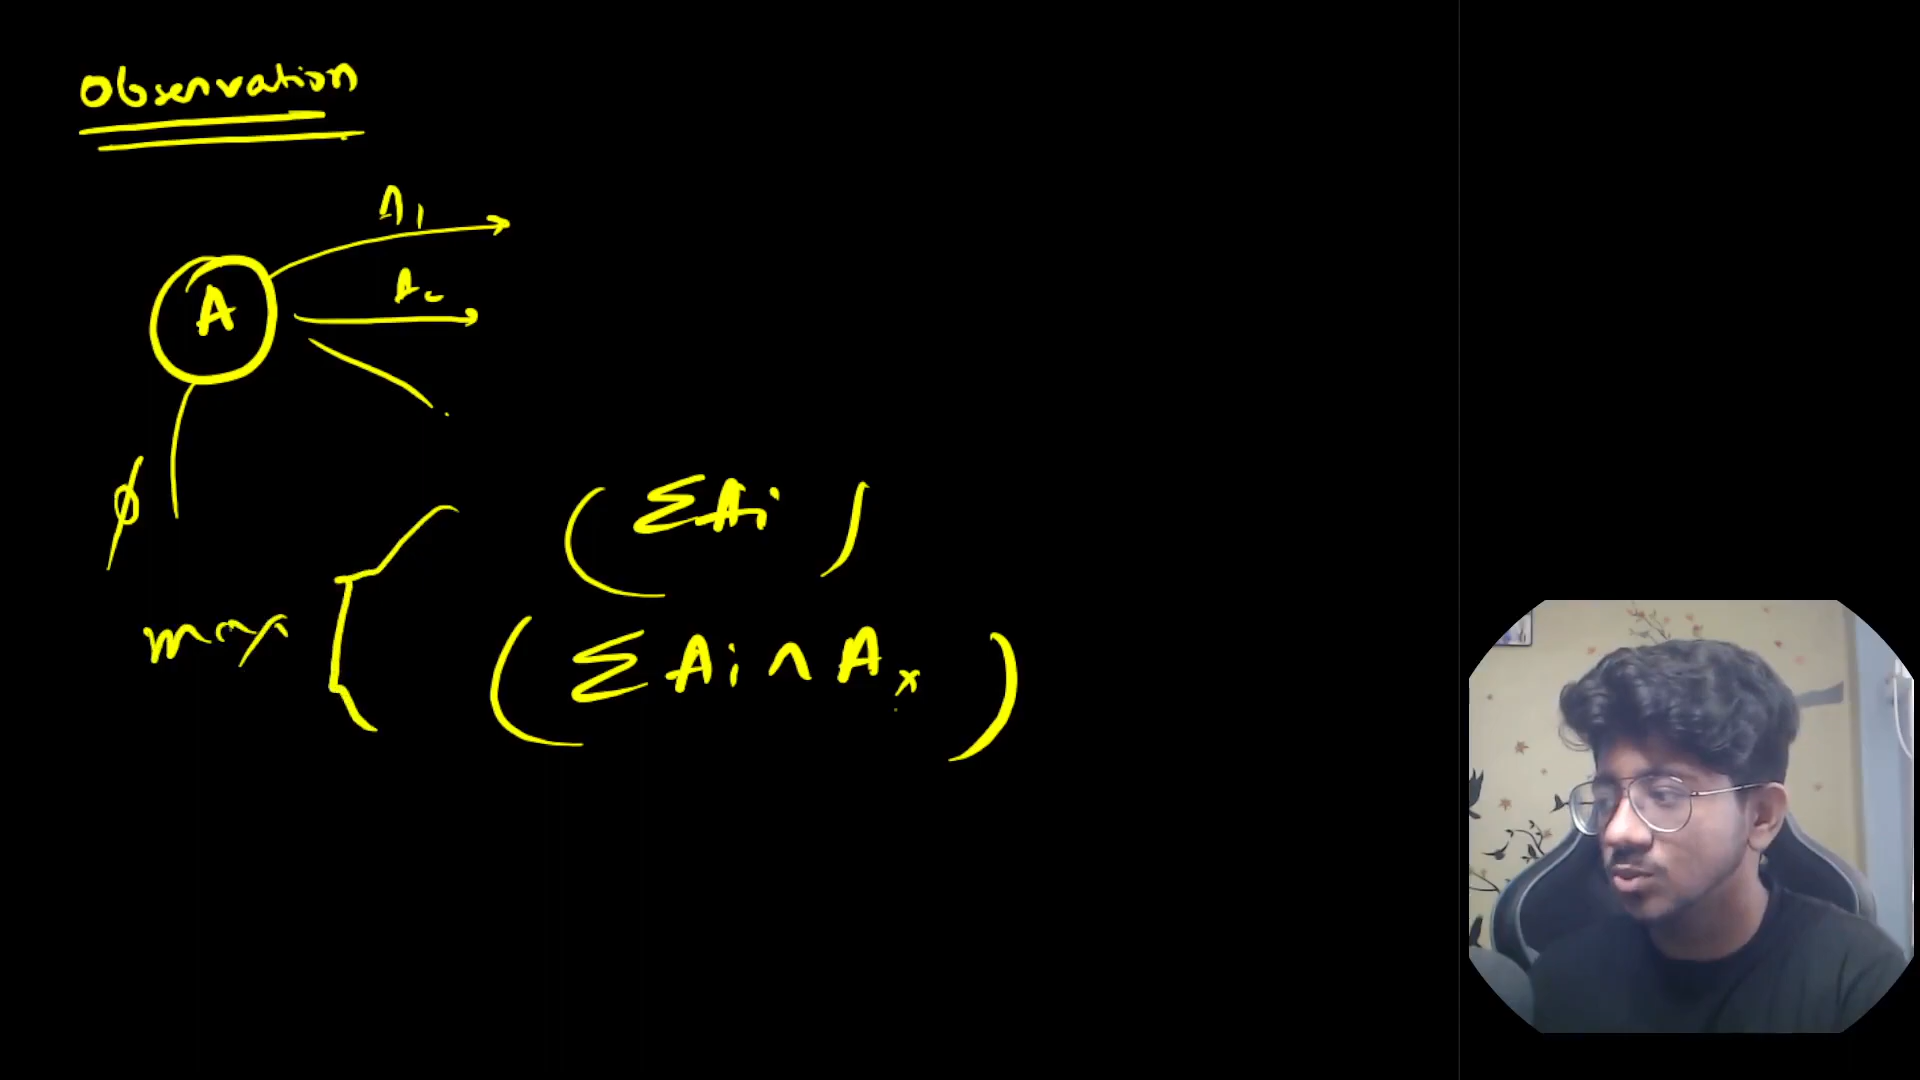 Observation
A1
A2
A
ϕ
(ΣAi)
max
(ΣAi∩Ax)